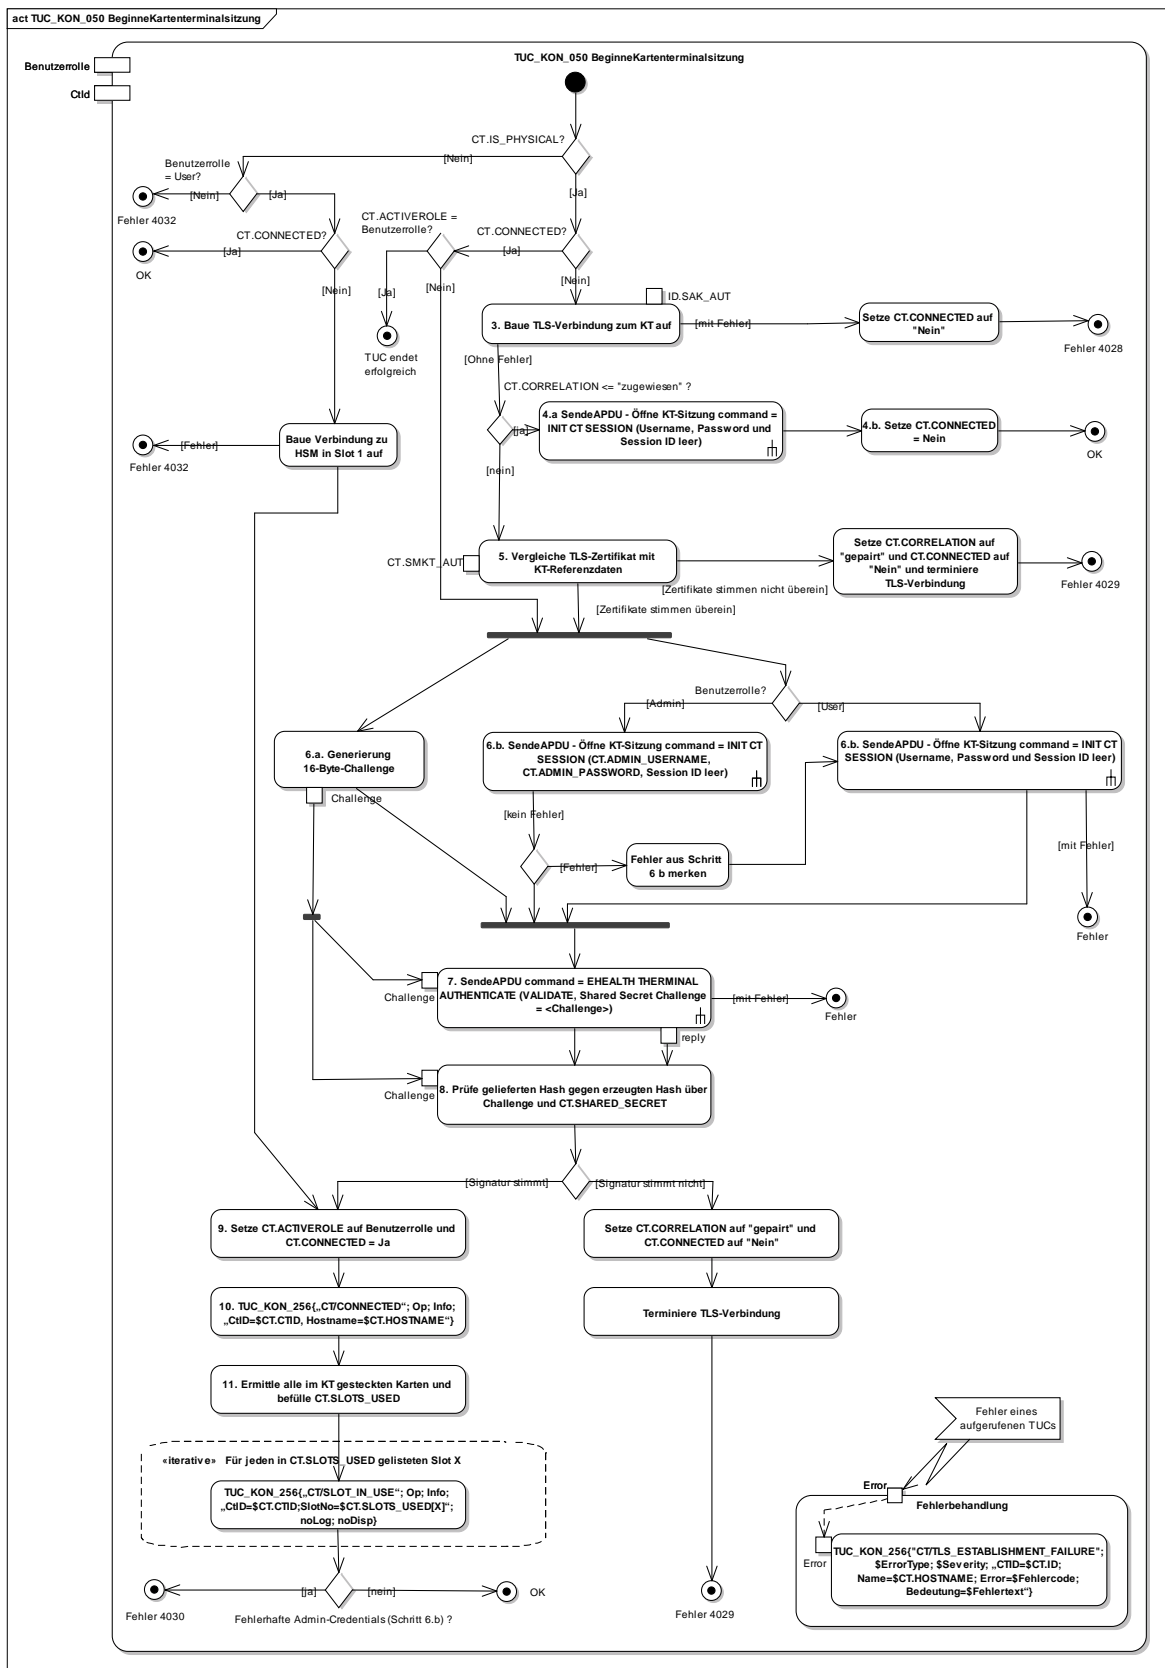 act TUC_KON_050 BeginneKartenterminalsitzung
TUC_KON_050 BeginneKartenterminalsitzung
Benutzerrolle
CtId
CT.IS_PHYSICAL?
[Nein]
[Ja]
Benutzerrolle
= User?
[Nein]
[Ja]
Fehler 4032
CT.CONNECTED?
[Ja]
OK
[Nein]
CT.ACTIVEROLE =
Benutzerrolle?
CT.CONNECTED?
[Ja]
[Nein]
[Ja]
[Nein]
TUC endet
erfolgreich
ID.SAK_AUT
3. Baue TLS-Verbindung zum KT auf
[mit Fehler]
Setze CT.CONNECTED auf
"Nein"
Fehler 4028
[Ohne Fehler]
CT.CORRELATION <= "zugewiesen" ?
[ja]
4.a SendeAPDU - Öffne KT-Sitzung command =
INIT CT SESSION (Username, Password und
Session ID leer)
4.b. Setze CT.CONNECTED
= Nein
OK
[nein]
Baue Verbindung zu
HSM in Slot 1 auf
[Fehler]
Fehler 4032
CT.SMKT_AUT
5. Vergleiche TLS-Zertifikat mit
KT-Referenzdaten
[Zertifikate stimmen nicht überein]
Setze CT.CORRELATION auf
"gepairt" und CT.CONNECTED auf
"Nein" und terminiere
TLS-Verbindung
Fehler 4029
[Zertifikate stimmen überein]
Benutzerrolle?
[Admin]
[User]
6.a. Generierung
16-Byte-Challenge
Challenge
6.b. SendeAPDU - Öffne KT-Sitzung command = INIT CT
SESSION (CT.ADMIN_USERNAME,
CT.ADMIN_PASSWORD, Session ID leer)
6.b. SendeAPDU - Öffne KT-Sitzung command = INIT CT
SESSION (Username, Password und Session ID leer)
[kein Fehler]
[Fehler]
Fehler aus Schritt
6 b merken
[mit Fehler]
Fehler
Challenge
7. SendeAPDU command = EHEALTH THERMINAL
AUTHENTICATE (VALIDATE, Shared Secret Challenge
= <Challenge>)
[mit Fehler]
Fehler
reply
Challenge
8. Prüfe gelieferten Hash gegen erzeugten Hash über
Challenge und CT.SHARED_SECRET
[Signatur stimmt]
[Signatur stimmt nicht]
9. Setze CT.ACTIVEROLE auf Benutzerrolle und
CT.CONNECTED = Ja
Setze CT.CORRELATION auf "gepairt" und
CT.CONNECTED auf "Nein"
10. TUC_KON_256{„CT/CONNECTED“; Op; Info;
„CtID=$CT.CTID, Hostname=$CT.HOSTNAME“}
Terminiere TLS-Verbindung
11. Ermittle alle im KT gesteckten Karten und
befülle CT.SLOTS_USED
«iterative» Für jeden in CT.SLOTS_USED gelisteten Slot X
TUC_KON_256{„CT/SLOT_IN_USE“; Op; Info;
„CtID=$CT.CTID;SlotNo=$CT.SLOTS_USED[X]“;
noLog; noDisp}
[ja]
[nein]
Fehler 4030
OK
Fehlerhafte Admin-Credentials (Schritt 6.b) ?
Fehler 4029
Fehler eines
aufgerufenen TUCs
Error
Fehlerbehandlung
Error
TUC_KON_256{"CT/TLS_ESTABLISHMENT_FAILURE";
$ErrorType; $Severity; „CTID=$CT.ID;
Name=$CT.HOSTNAME; Error=$Fehlercode;
Bedeutung=$Fehlertext“}